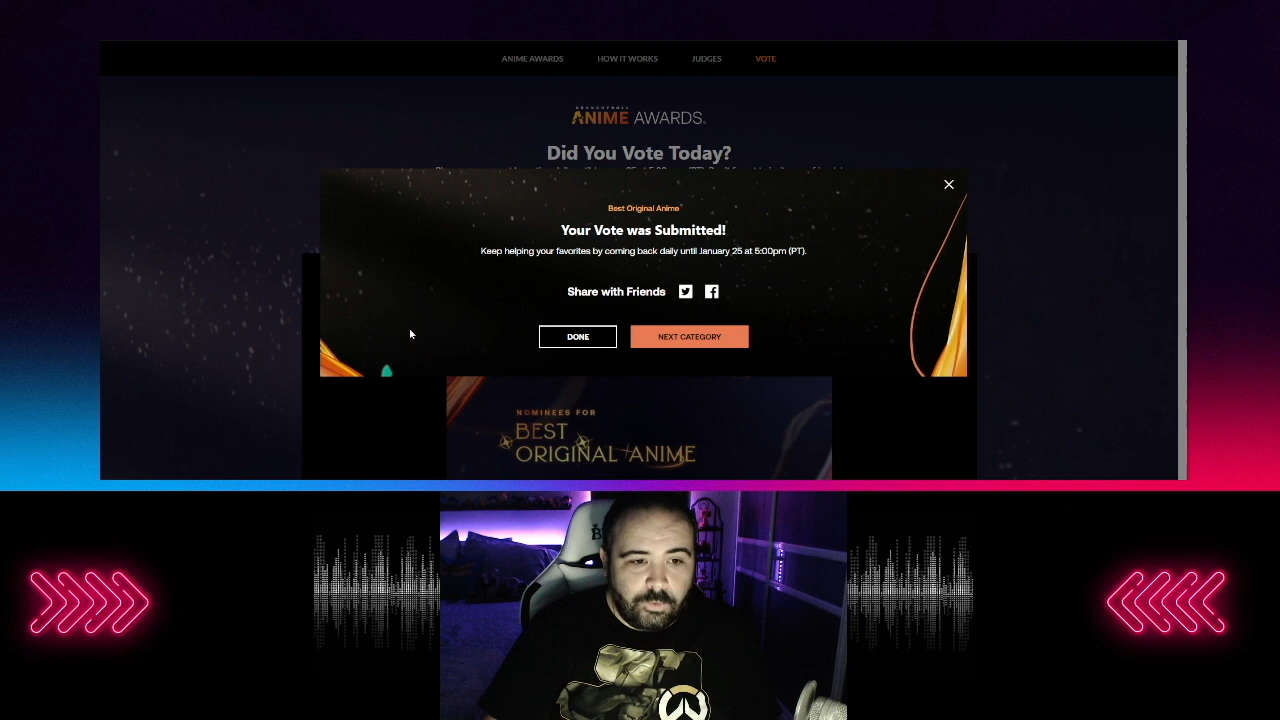 ANIME AWARDS HOW IT WORKS JUDGES VOTE
CRUNCHYROLL
ANIME AWARDS.
Did You Vote Today?
Best Original Anime
Your Vote was Submitted!
Keep helping your favorites by coming back daily until January 25 at 5:00pm (PT).
Share with Friends
DONE NEXT CATEGORY
NOMINEES FOR
BEST
ORIGINAL ANIME